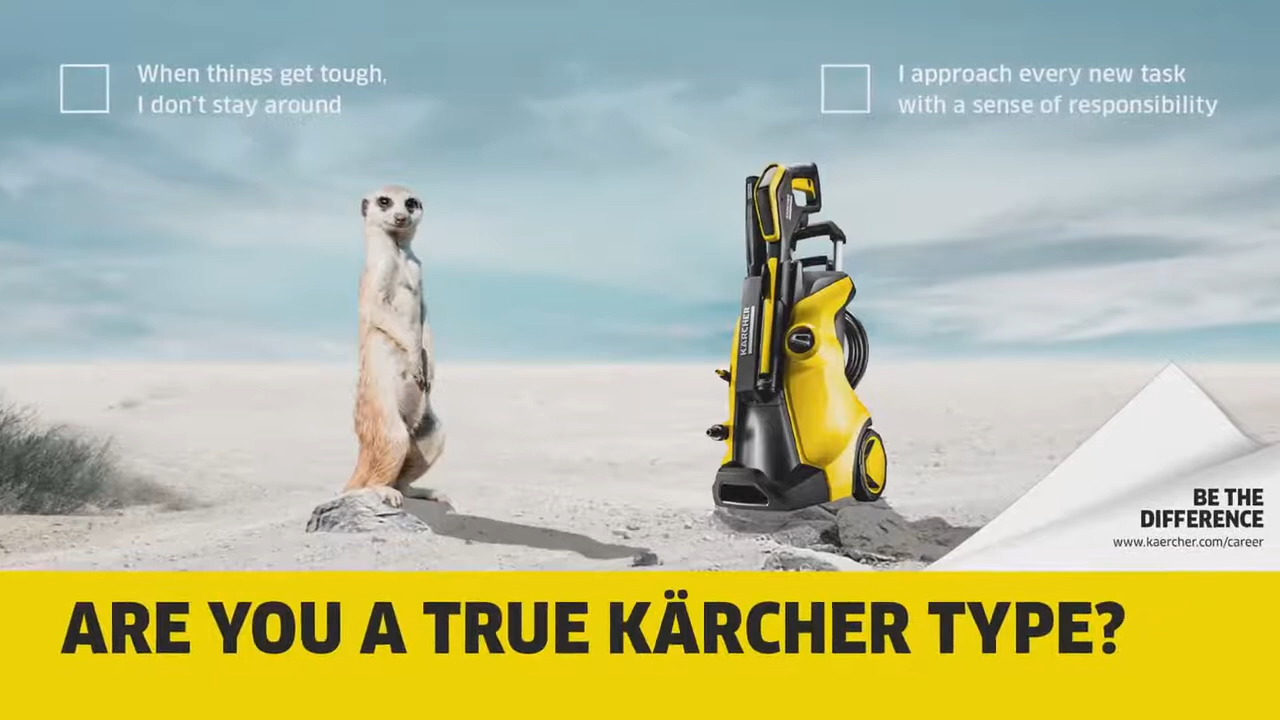 When things get tough,
I don't stay around
I approach every new task
with a sense of responsibility
KÄRCHER
BE THE
DIFFERENCE
www.kaercher.com/career
ARE YOU A TRUE KÄRCHER TYPE?